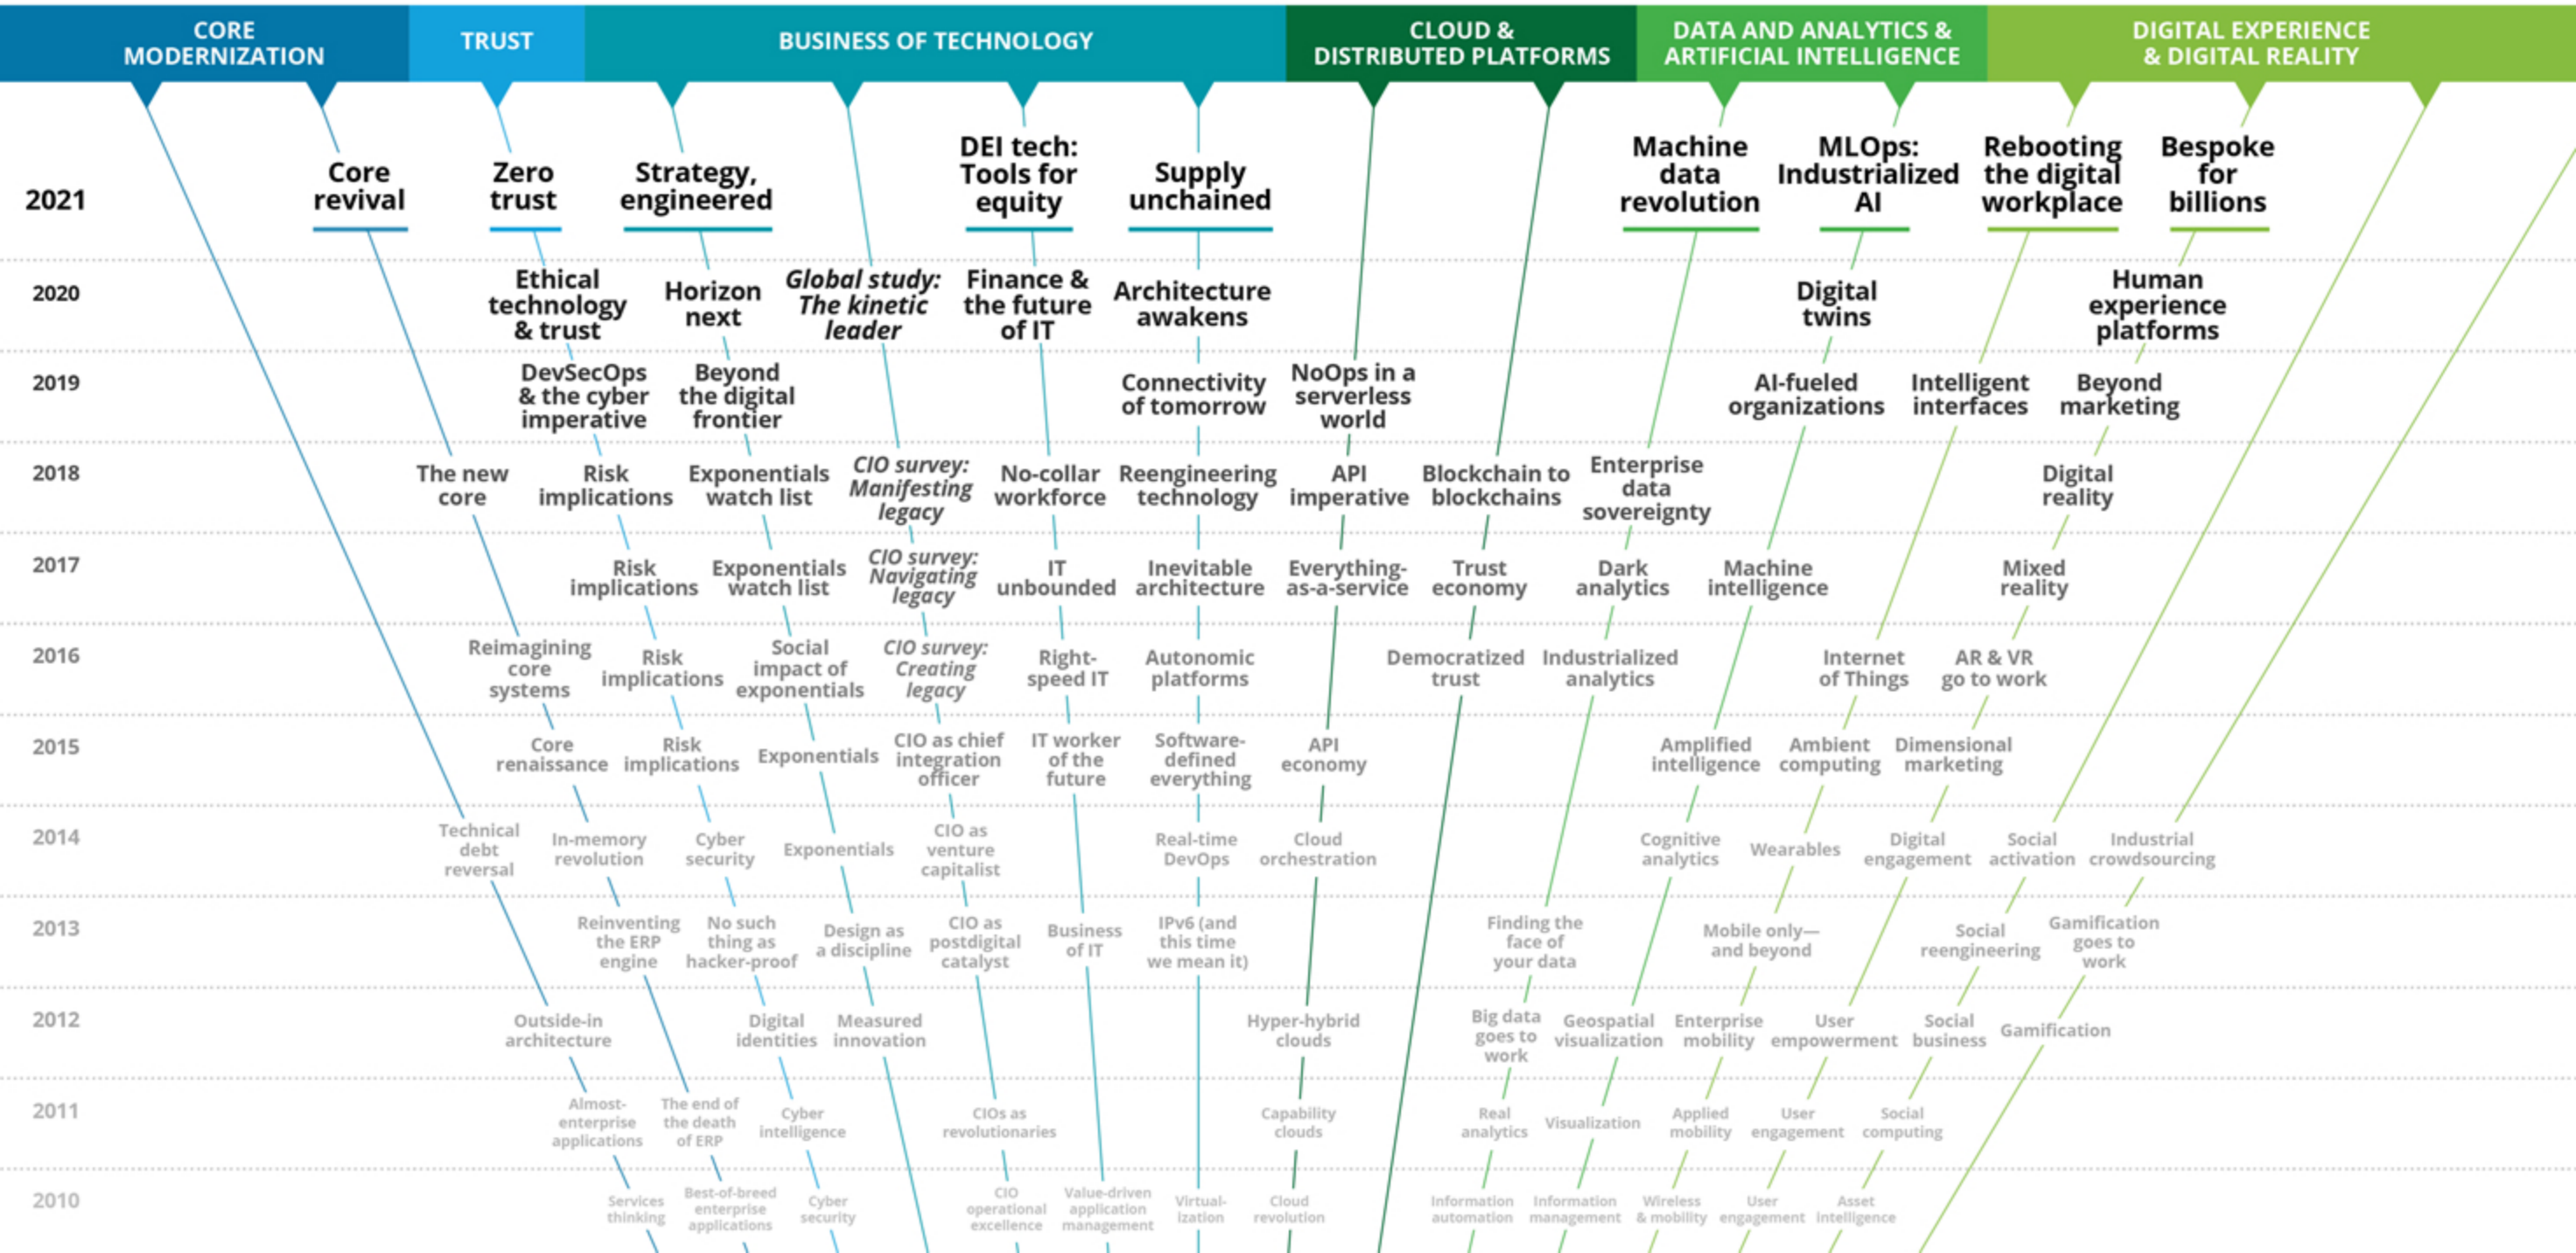 CORE
MODERNIZATION
TRUST
BUSINESS OF TECHNOLOGY
CLOUD &
DISTRIBUTED PLATFORMS
DATA AND ANALYTICS &
ARTIFICIAL INTELLIGENCE
DIGITAL EXPERIENCE
& DIGITAL REALITY
2021
Core
revival
Zero
trust
Strategy,
engineered
DEI tech:
Tools for
equity
Supply
unchained
Machine
data
revolution
MLOps:
Industrialized
AI
Rebooting
the digital
workplace
Bespoke
for
billions
2020
Ethical
technology
& trust
Horizon
next
Global study:
The kinetic
leader
Finance &
the future
of IT
Architecture
awakens
Digital
twins
Human
experience
platforms
2019
DevSecOps
& the cyber
imperative
Beyond
the digital
frontier
Connectivity
of tomorrow
NoOps in a
serverless
world
AI-fueled
organizations
Intelligent
interfaces
Beyond
marketing
2018
The new
core
Risk
implications
Exponentials
watch list
CIO survey:
Manifesting
legacy
No-collar
workforce
Reengineering
technology
API
imperative
Blockchain to
blockchains
Enterprise
data
sovereignty
Digital
reality
2017
Risk
implications
Exponentials
watch list
CIO survey:
Navigating
legacy
IT
unbounded
Inevitable
architecture
Everything-
as-a-service
Trust
economy
Dark
analytics
Machine
intelligence
Mixed
reality
2016
Reimagining
core
systems
Risk
implications
Social
impact of
exponentials
CIO survey:
Creating
legacy
Right-
speed IT
Autonomic
platforms
Democratized
trust
Industrialized
analytics
Internet
of Things
AR & VR
go to work
2015
Core
renaissance
Risk
implications
Exponentials
CIO as chief
integration
officer
IT worker
of the
future
Software-
defined
everything
API
economy
Amplified
intelligence
Ambient
computing
Dimensional
marketing
2014
Technical
debt
reversal
In-memory
revolution
Cyber
security
Exponentials
CIO as
venture
capitalist
Real-time
DevOps
Cloud
orchestration
Cognitive
analytics
Wearables
Digital
engagement
Social
activation
Industrial
crowdsourcing
2013
Reinventing
the ERP
engine
No such
thing as
hacker-proof
Design as
a discipline
CIO as
postdigital
catalyst
Business
of IT
IPv6 (and
this time
we mean it)
Finding the
face of
your data
Mobile only—
and beyond
Social
reengineering
Gamification
goes to
work
2012
Outside-in
architecture
Digital
identities
Measured
innovation
Hyper-hybrid
clouds
Big data
goes to
work
Geospatial
visualization
Enterprise
mobility
User
empowerment
Social
business
Gamification
2011
Almost-
enterprise
applications
The end of
the death
of ERP
Cyber
intelligence
CIOs as
revolutionaries
Capability
clouds
Real
analytics
Visualization
Applied
mobility
User
engagement
Social
computing
2010
Services
thinking
Best-of-breed
enterprise
applications
Cyber
security
CIO
operational
excellence
Value-driven
application
management
Virtual-
ization
Cloud
revolution
Information
automation
Information
management
Wireless
& mobility
User
engagement
Asset
intelligence